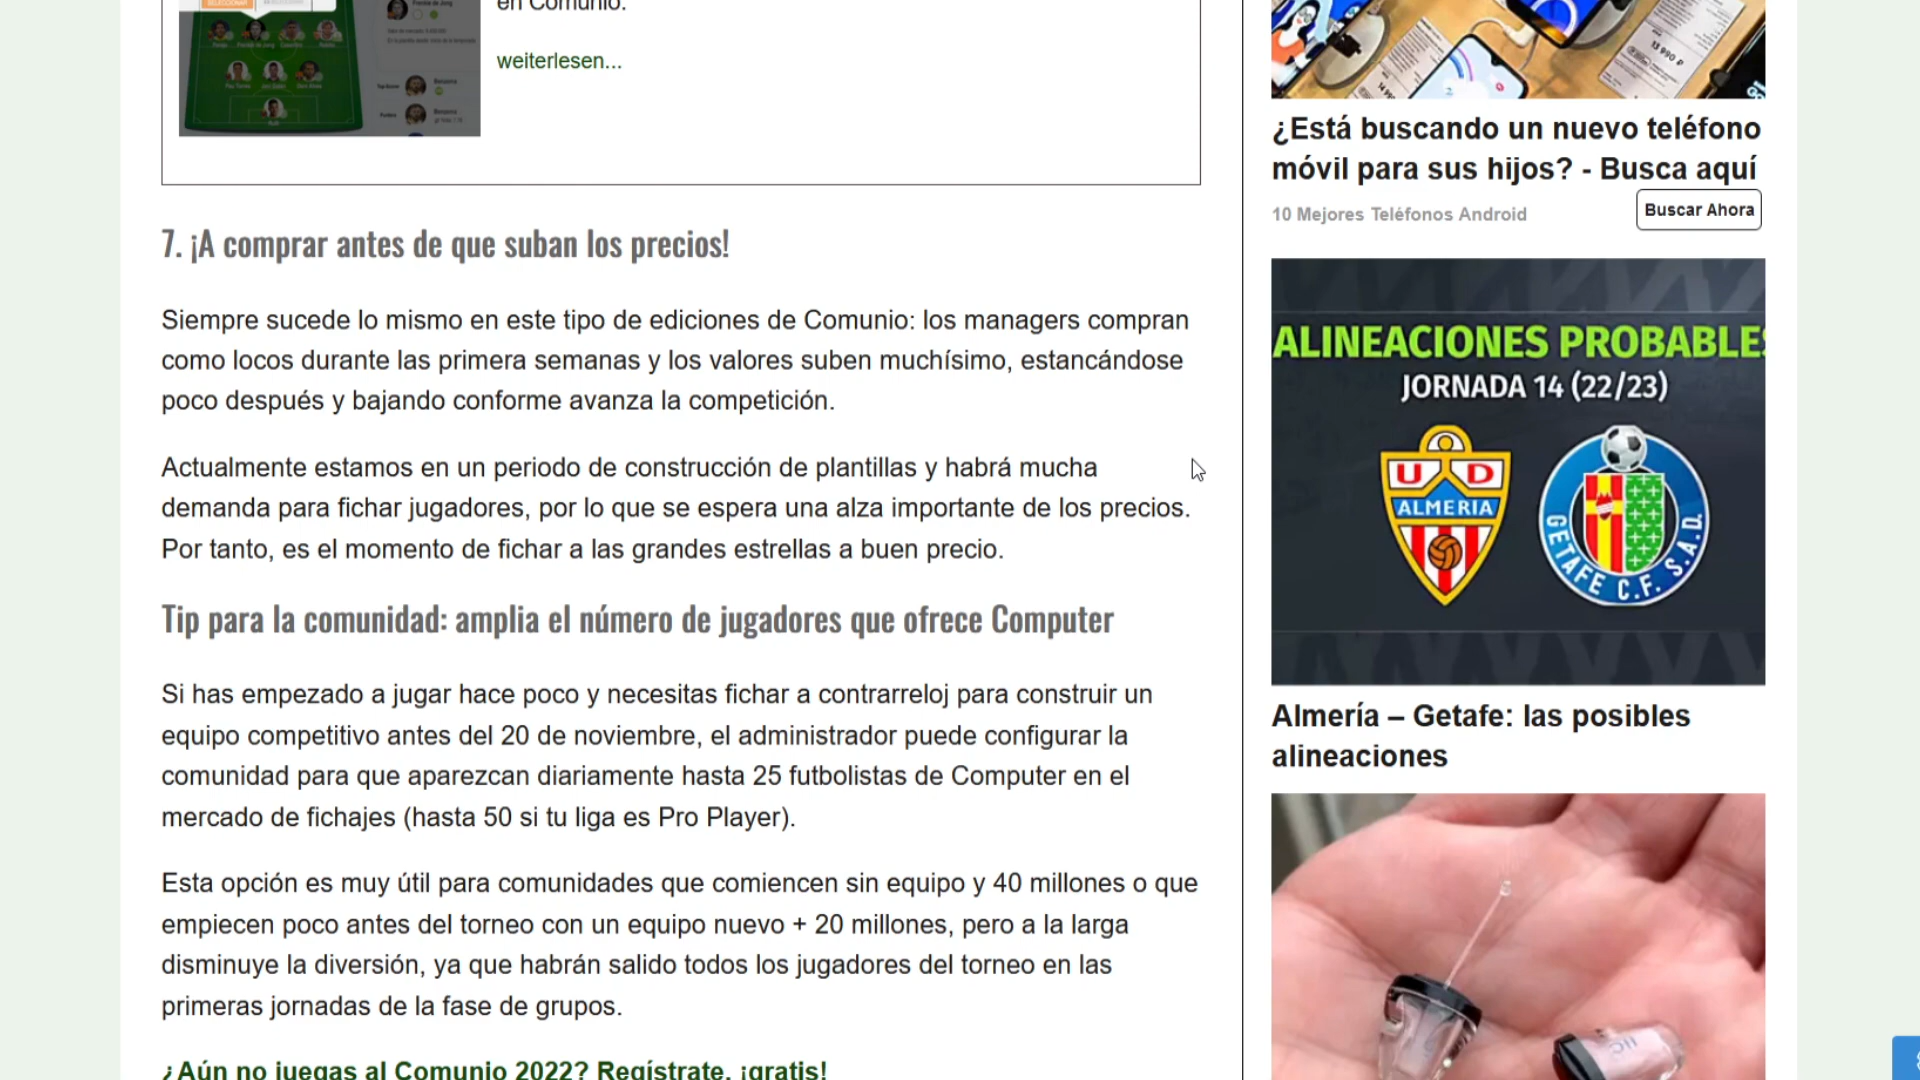 SELECCIONAR
Frenkie de Jong
en Comunio.
weiterlesen...
7. ¡A comprar antes de que suban los precios!
Siempre sucede lo mismo en este tipo de ediciones de Comunio: los managers compran
como locos durante las primera semanas y los valores suben muchísimo, estancándose
poco después y bajando conforme avanza la competición.
Actualmente estamos en un periodo de construcción de plantillas y habrá mucha
demanda para fichar jugadores, por lo que se espera una alza importante de los precios.
Por tanto, es el momento de fichar a las grandes estrellas a buen precio.
Tip para la comunidad: amplia el número de jugadores que ofrece Computer
Si has empezado a jugar hace poco y necesitas fichar a contrarreloj para construir un
equipo competitivo antes del 20 de noviembre, el administrador puede configurar la
comunidad para que aparezcan diariamente hasta 25 futbolistas de Computer en el
mercado de fichajes (hasta 50 si tu liga es Pro Player).
Esta opción es muy útil para comunidades que comiencen sin equipo y 40 millones o que
empiecen poco antes del torneo con un equipo nuevo + 20 millones, pero a la larga
disminuye la diversión, ya que habrán salido todos los jugadores del torneo en las
primeras jornadas de la fase de grupos.
¿Aún no juegas al Comunio 2022? Regístrate, ¡gratis!
13 990 ₽
¿Está buscando un nuevo teléfono
móvil para sus hijos? - Busca aquí
10 Mejores Teléfonos Android
Buscar Ahora
ALINEACIONES PROBABLES
JORNADA 14 (22/23)
U D
ALMERIA
GETAFE C.F. S.A.D.
Almería – Getafe: las posibles
alineaciones